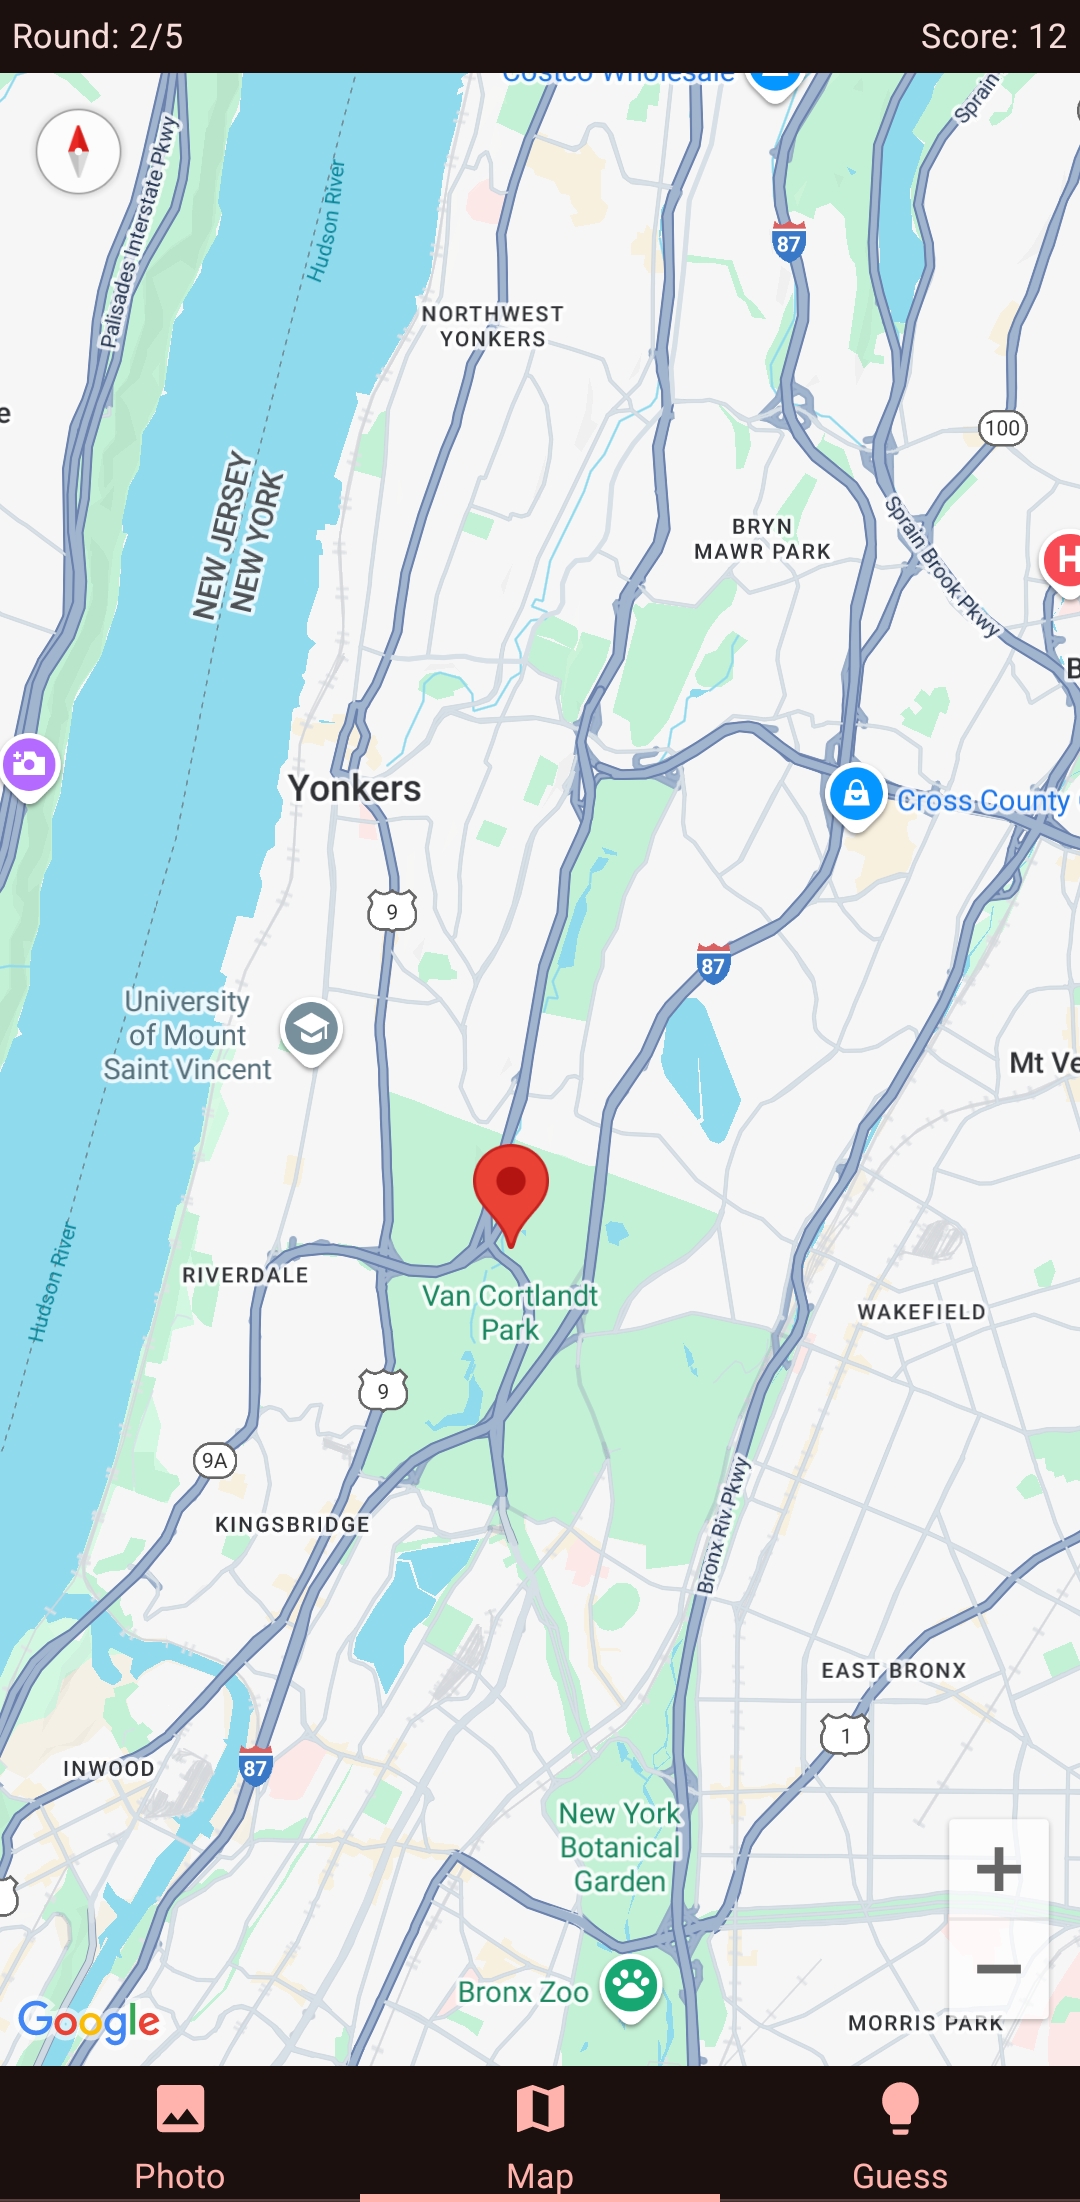 Round: 2/5
Score: 12
Costco Wholesale
Palisades Interstate Pkwy
Hudson River
Sprain
87
NORTHWEST
YONKERS
100
NEW JERSEY
NEW YORK
BRYN
MAWR PARK
Sprain Brook Pkwy
H
Yonkers
Cross County
9
87
University
of Mount
Saint Vincent
Mt Ve
Hudson River
RIVERDALE
Van Cortlandt
Park
WAKEFIELD
9
9A
KINGSBRIDGE
Bronx Riv Pkwy
EAST BRONX
1
INWOOD
87
New York
Botanical
Garden
Bronx Zoo
Google
MORRIS PARK
Photo
Map
Guess